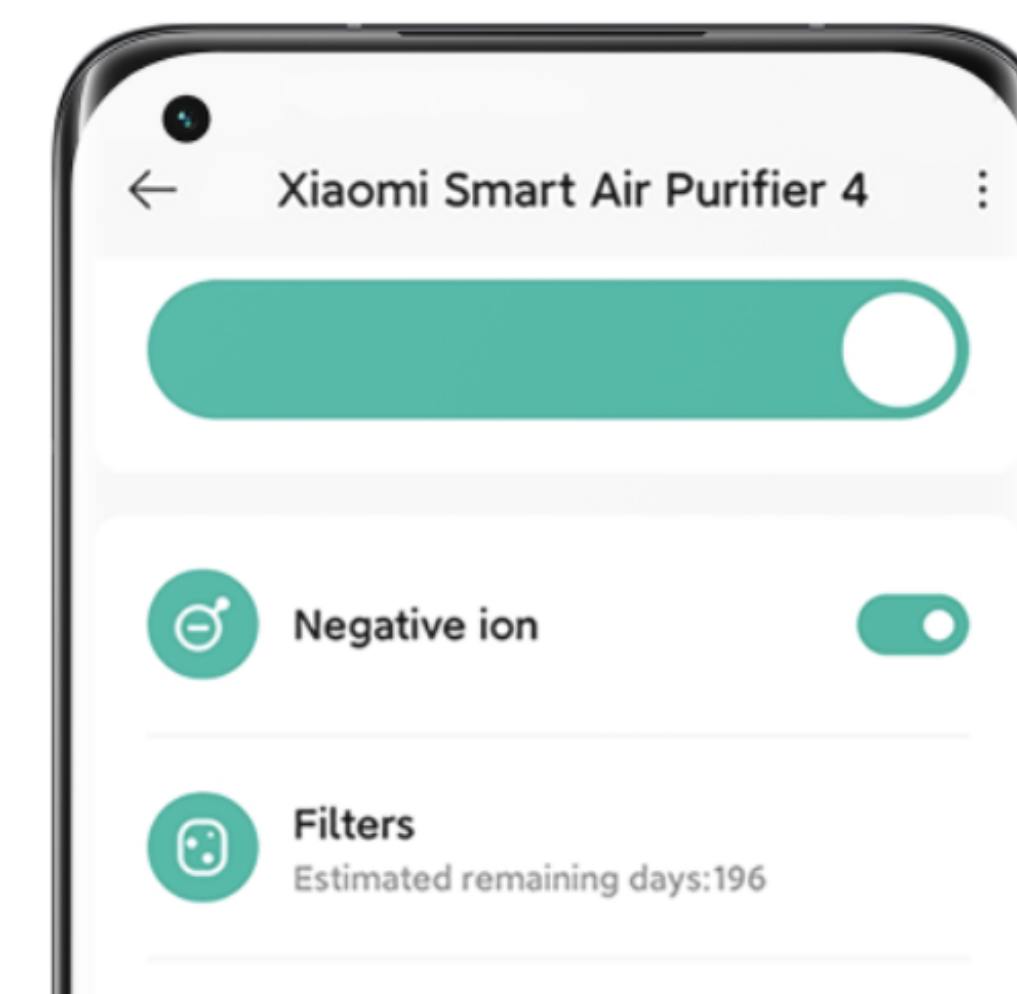 Xiaomi Smart Air Purifier 4
Negative ion
Filters
Estimated remaining days:196